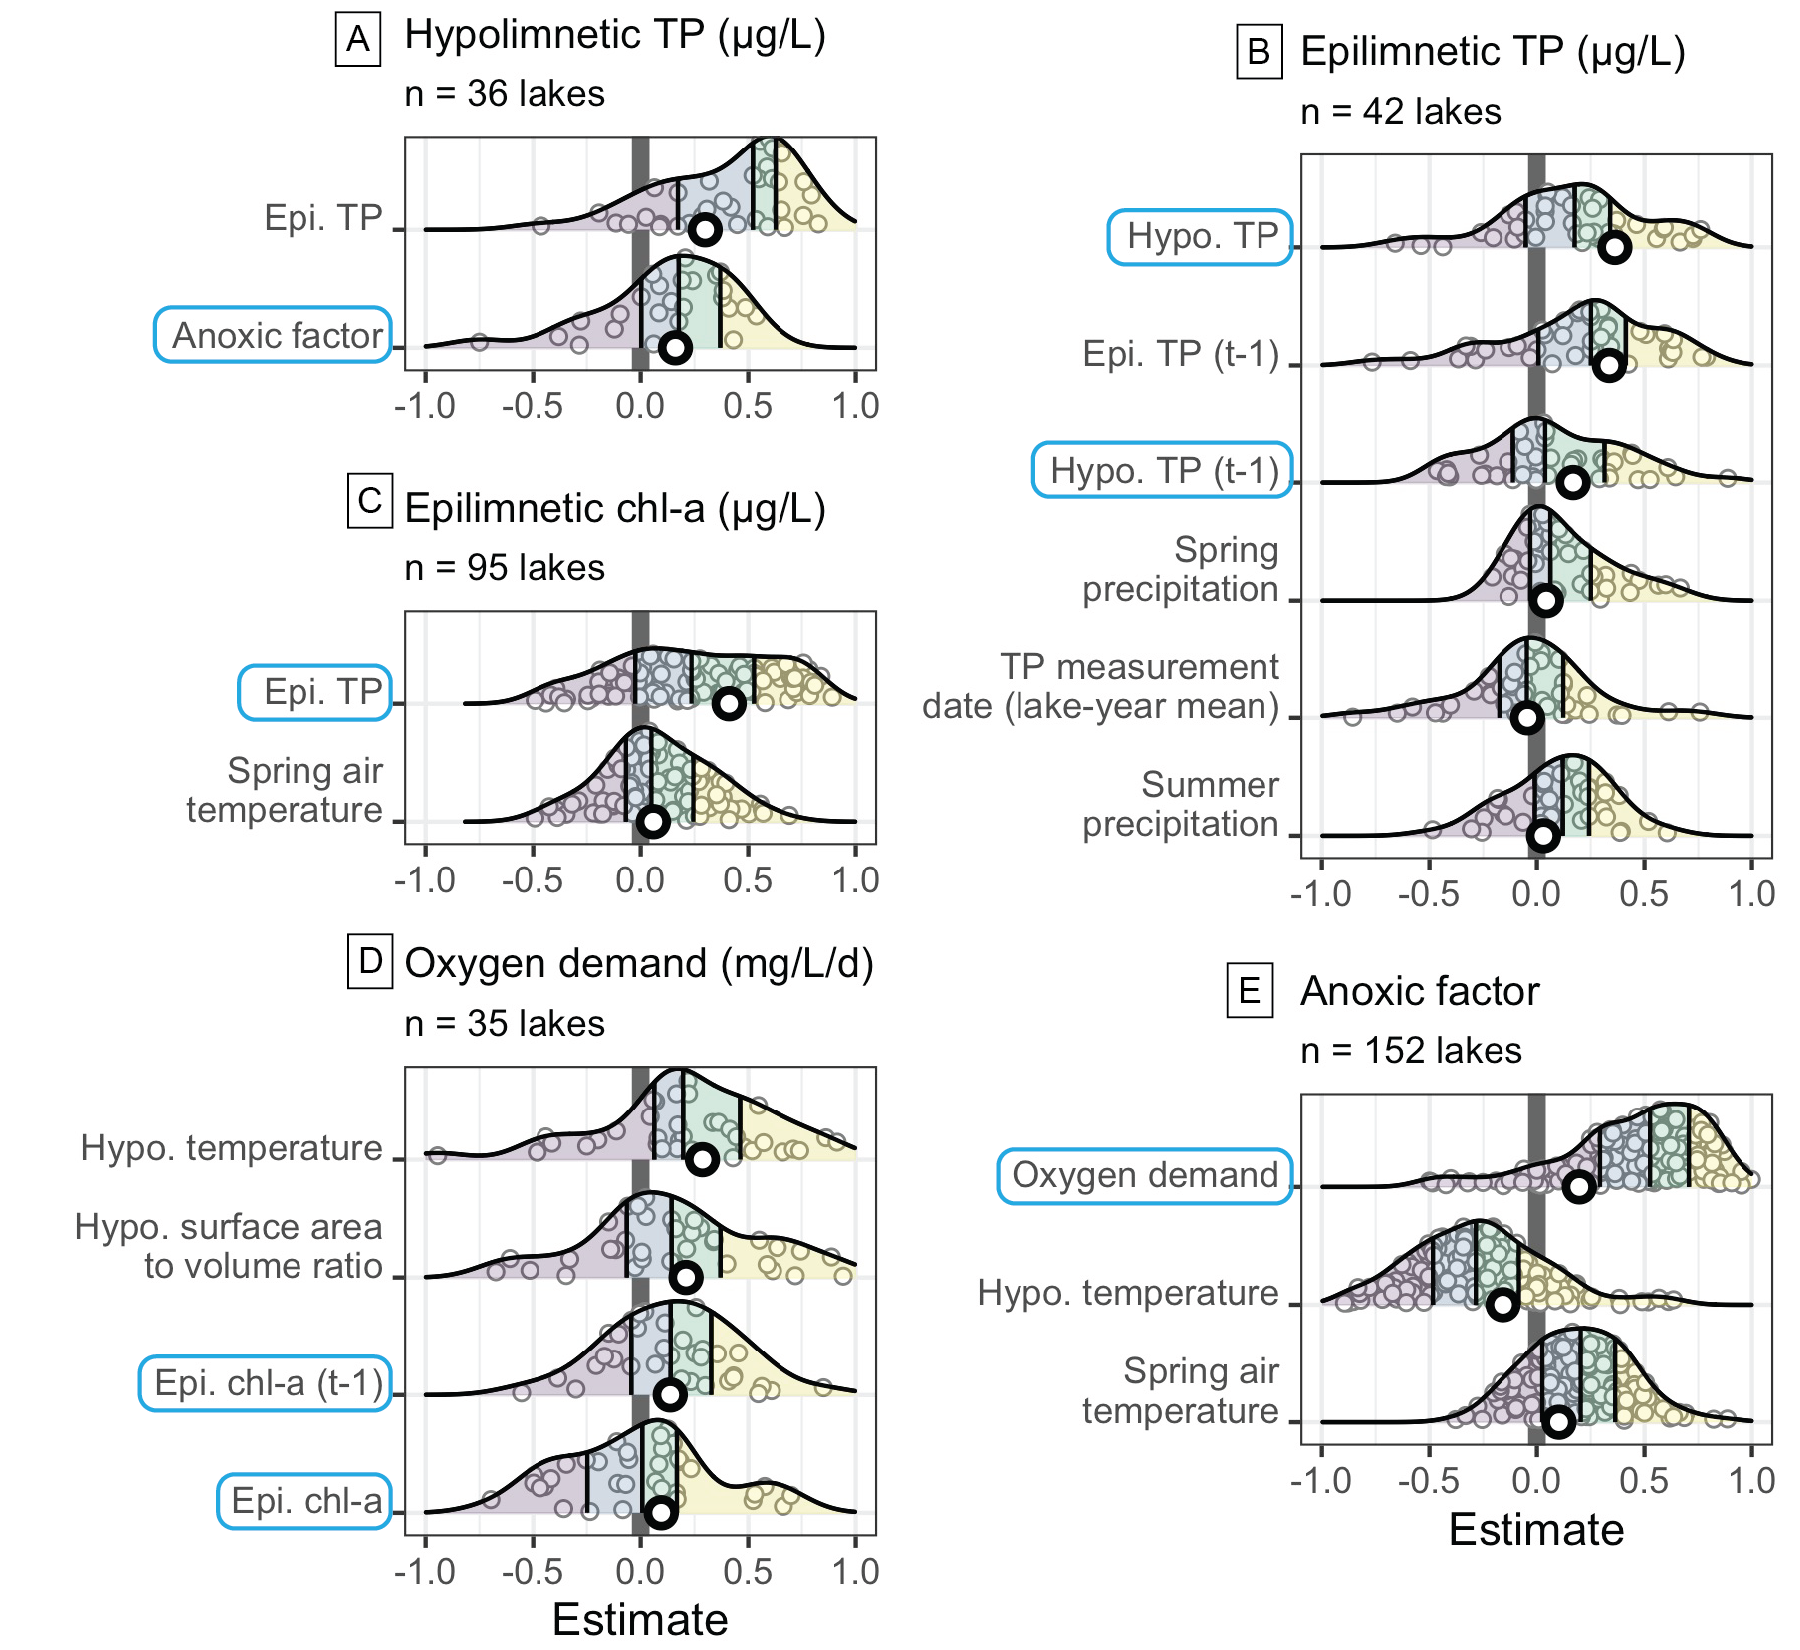 A Hypolimnetic TP (µg/L)
n = 36 lakes
Epi. TP
Anoxic factor
-1.0 -0.5 0.0 0.5 1.0
B Epilimnetic TP (µg/L)
n = 42 lakes
Hypo. TP
Epi. TP (t-1)
Hypo. TP (t-1)
Spring
precipitation
TP measurement
date (lake-year mean)
Summer
precipitation
-1.0 -0.5 0.0 0.5 1.0
C Epilimnetic chl-a (µg/L)
n = 95 lakes
Epi. TP
Spring air
temperature
-1.0 -0.5 0.0 0.5 1.0
D Oxygen demand (mg/L/d)
n = 35 lakes
Hypo. temperature
Hypo. surface area
to volume ratio
Epi. chl-a (t-1)
Epi. chl-a
-1.0 -0.5 0.0 0.5 1.0
Estimate
E Anoxic factor
n = 152 lakes
Oxygen demand
Hypo. temperature
Spring air
temperature
-1.0 -0.5 0.0 0.5 1.0
Estimate